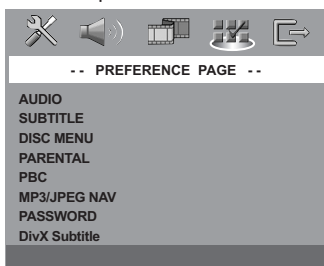 -- PREFERENCE PAGE --
AUDIO
SUBTITLE
DISC MENU
PARENTAL
PBC
MP3/JPEG NAV
PASSWORD
DivX Subtitle